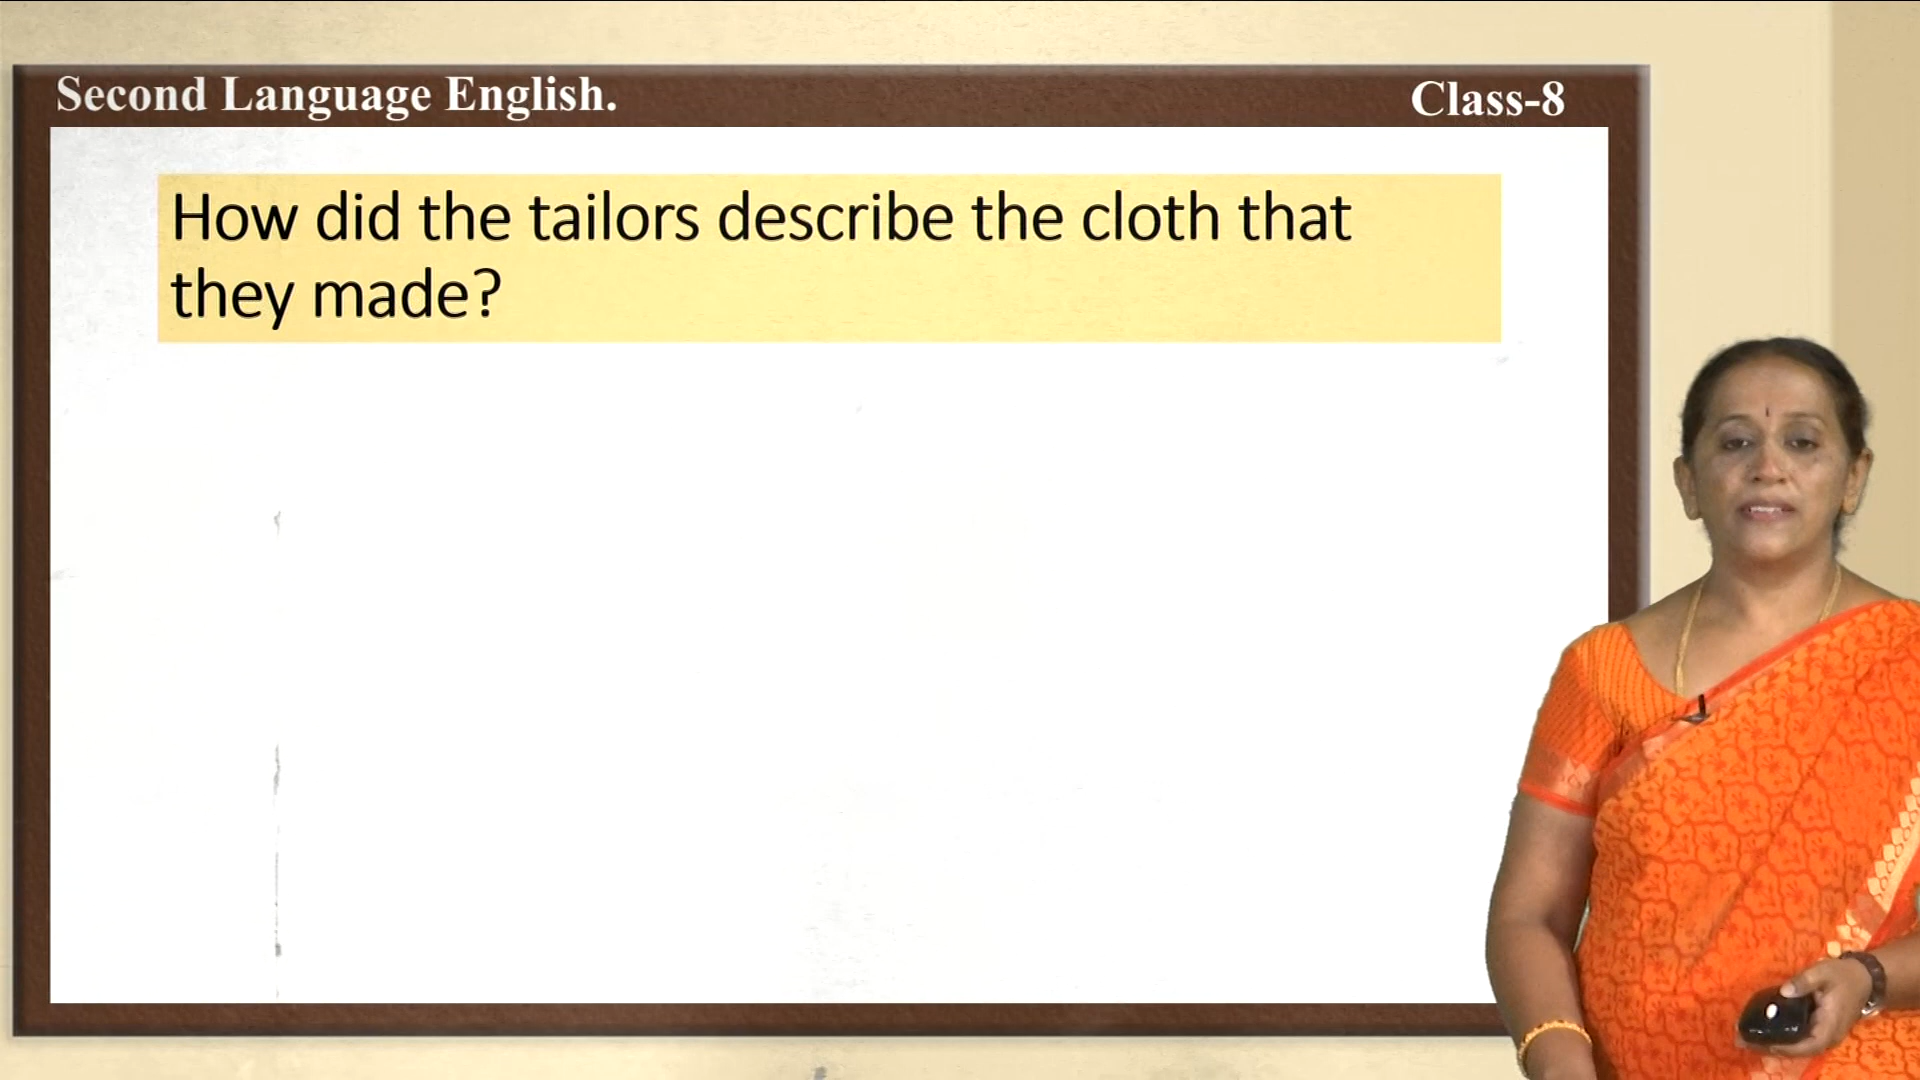 Second Language English.
Class-8
How did the tailors describe the cloth that
they made?